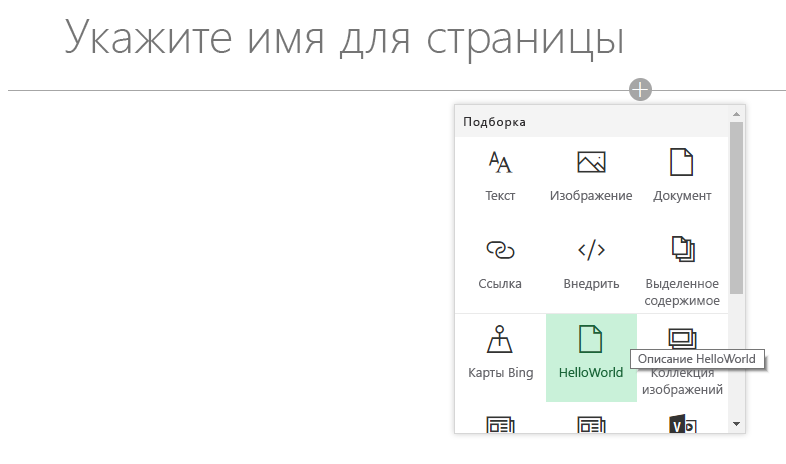 Укажите имя для страницы
Подборка
Текст
Изображение
Документ
Ссылка
Внедрить
Выделенное
содержимое
Карты Bing
HelloWorld
Описание HelloWorld
Коллекция
изображений